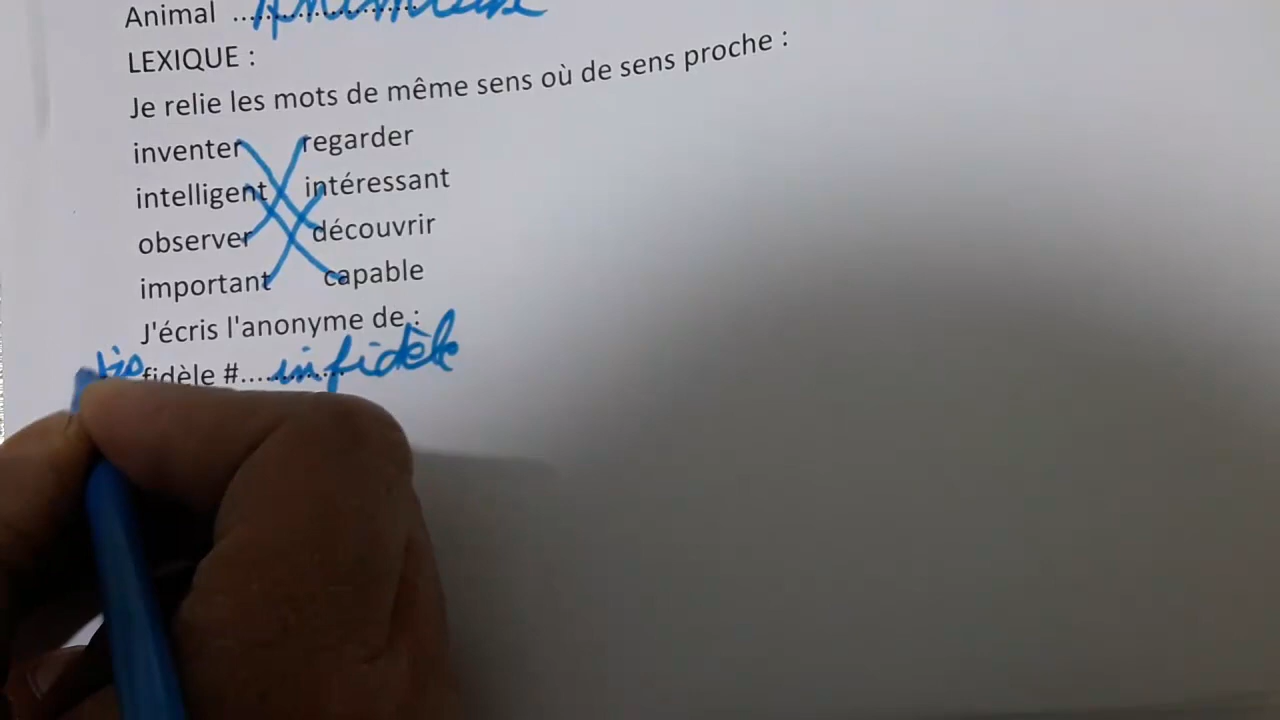 Animal ..................
LEXIQUE :
Je relie les mots de même sens où de sens proche :
inventer regarder
intelligent intéressant
observer découvrir
important capable
J'écris l'anonyme de :
fidèle #............ infidèle